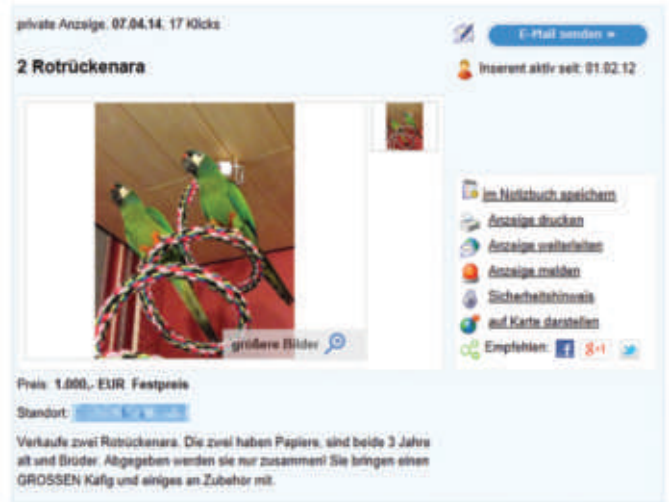 private Anzeige. 07.04.14. 17 Klicks
E-Mail senden »
2 Rotrückenara
Inserent aktiv seit: 01.02.12
größere Bilder
im Notizbuch speichern
Anzeige drucken
Anzeige weiterleiten
Anzeige melden
Sicherheitshinweis
auf Karte darstellen
Empfehlen: f g+1
Preis: 1.000,- EUR Festpreis
Standort:
Verkaufe zwei Rotrückenara. Die zwei haben Papiere, sind beide 3 Jahre
alt und Brüder. Abgegeben werden sie nur zusammen! Sie bringen einen
GROSSEN Käfig und einiges an Zubehör mit.